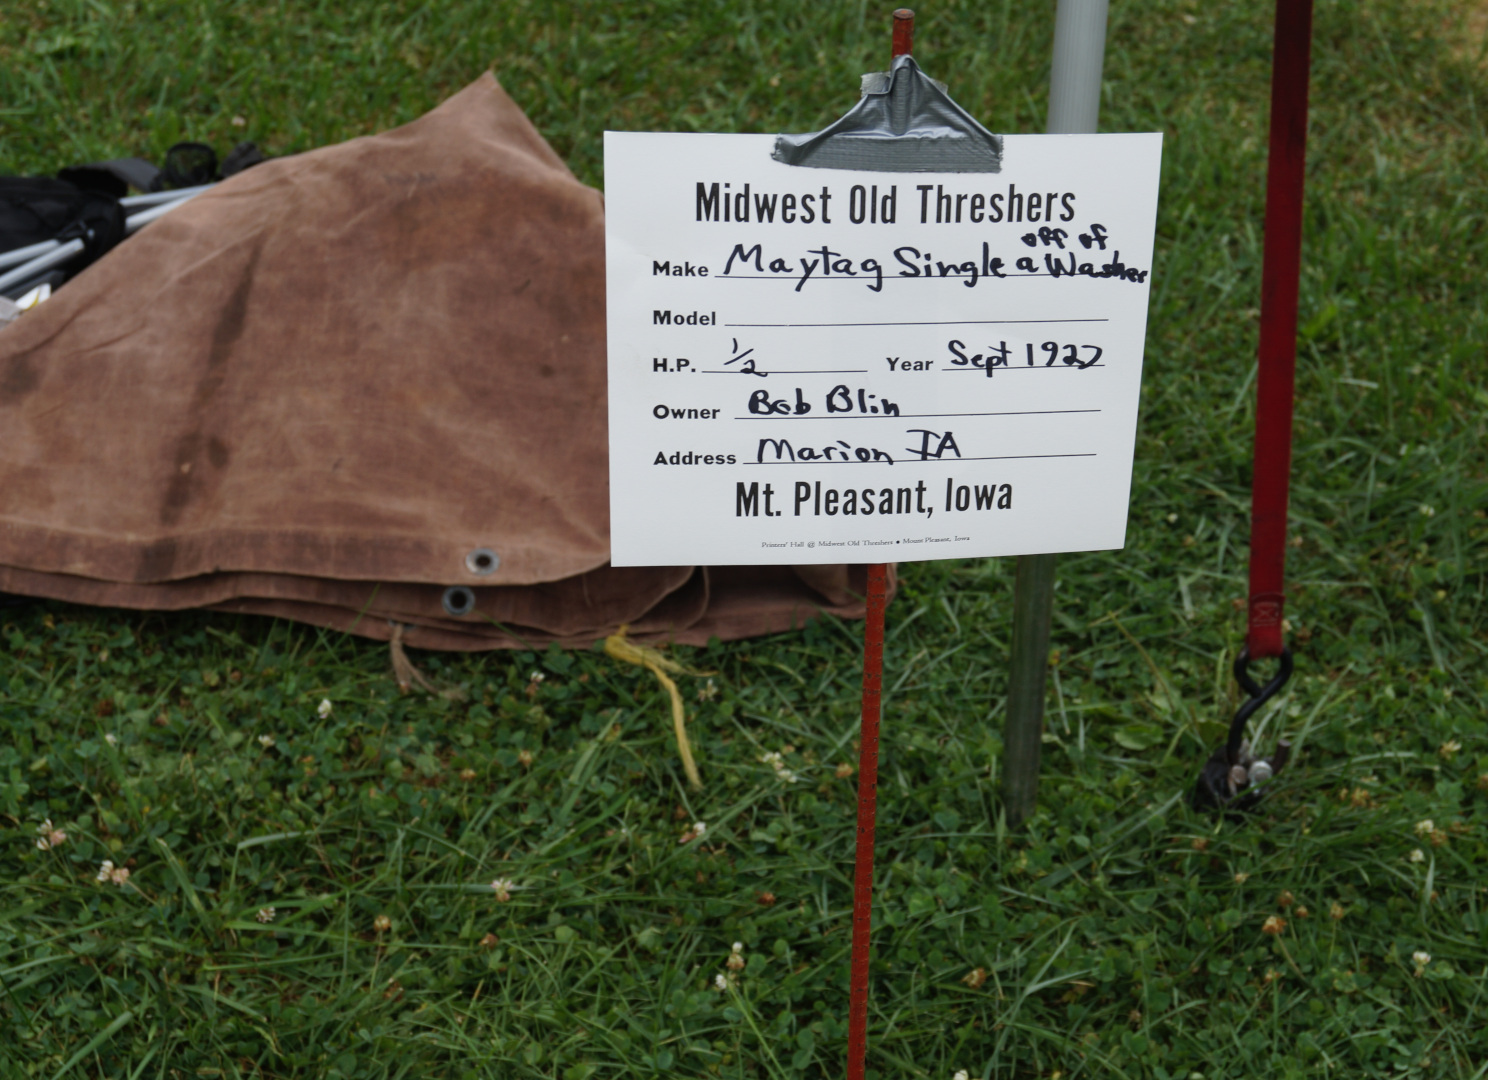 Midwest Old Threshers
off of
Make Maytag Single a Washer
Model
H.P. 1/2 Year Sept 1927
Owner Bob Blin
Address Marion IA
Mt. Pleasant, Iowa
Printers' Hall @ Midwest Old Threshers • Mount Pleasant, Iowa